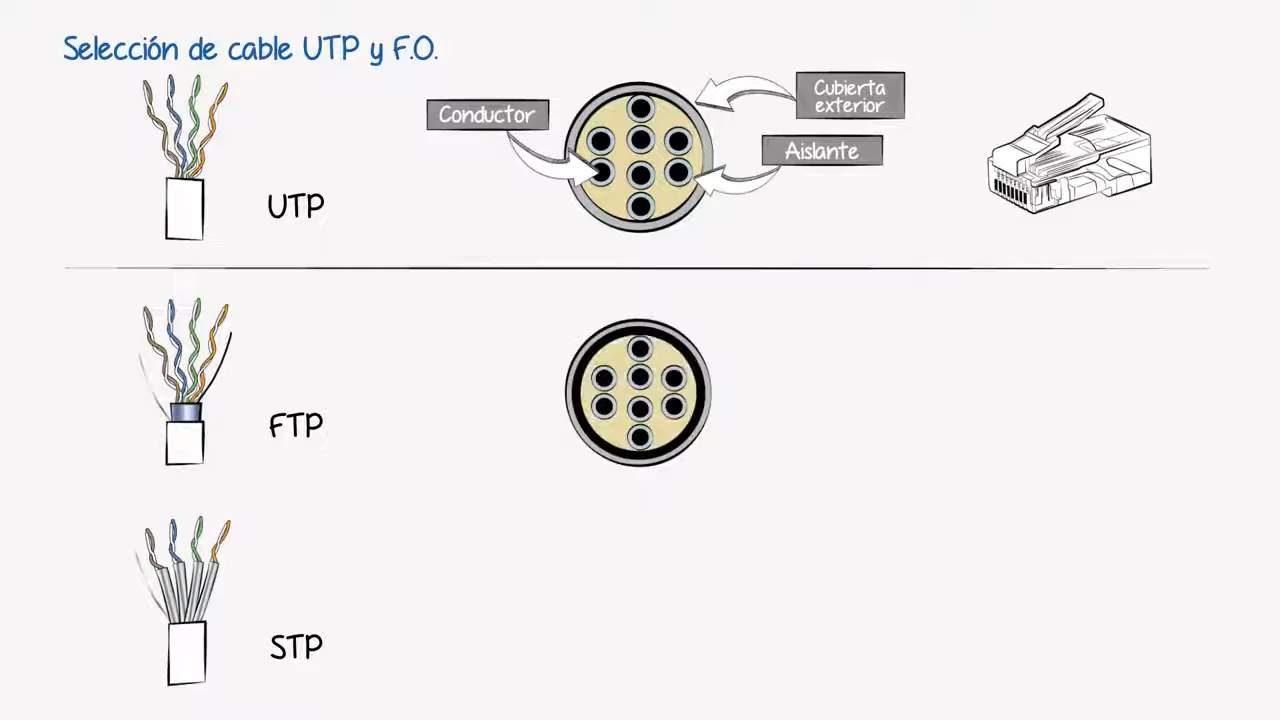 Selección de cable UTP y F.O.
Conductor
Cubierta
exterior
Aislante
UTP
FTP
STP